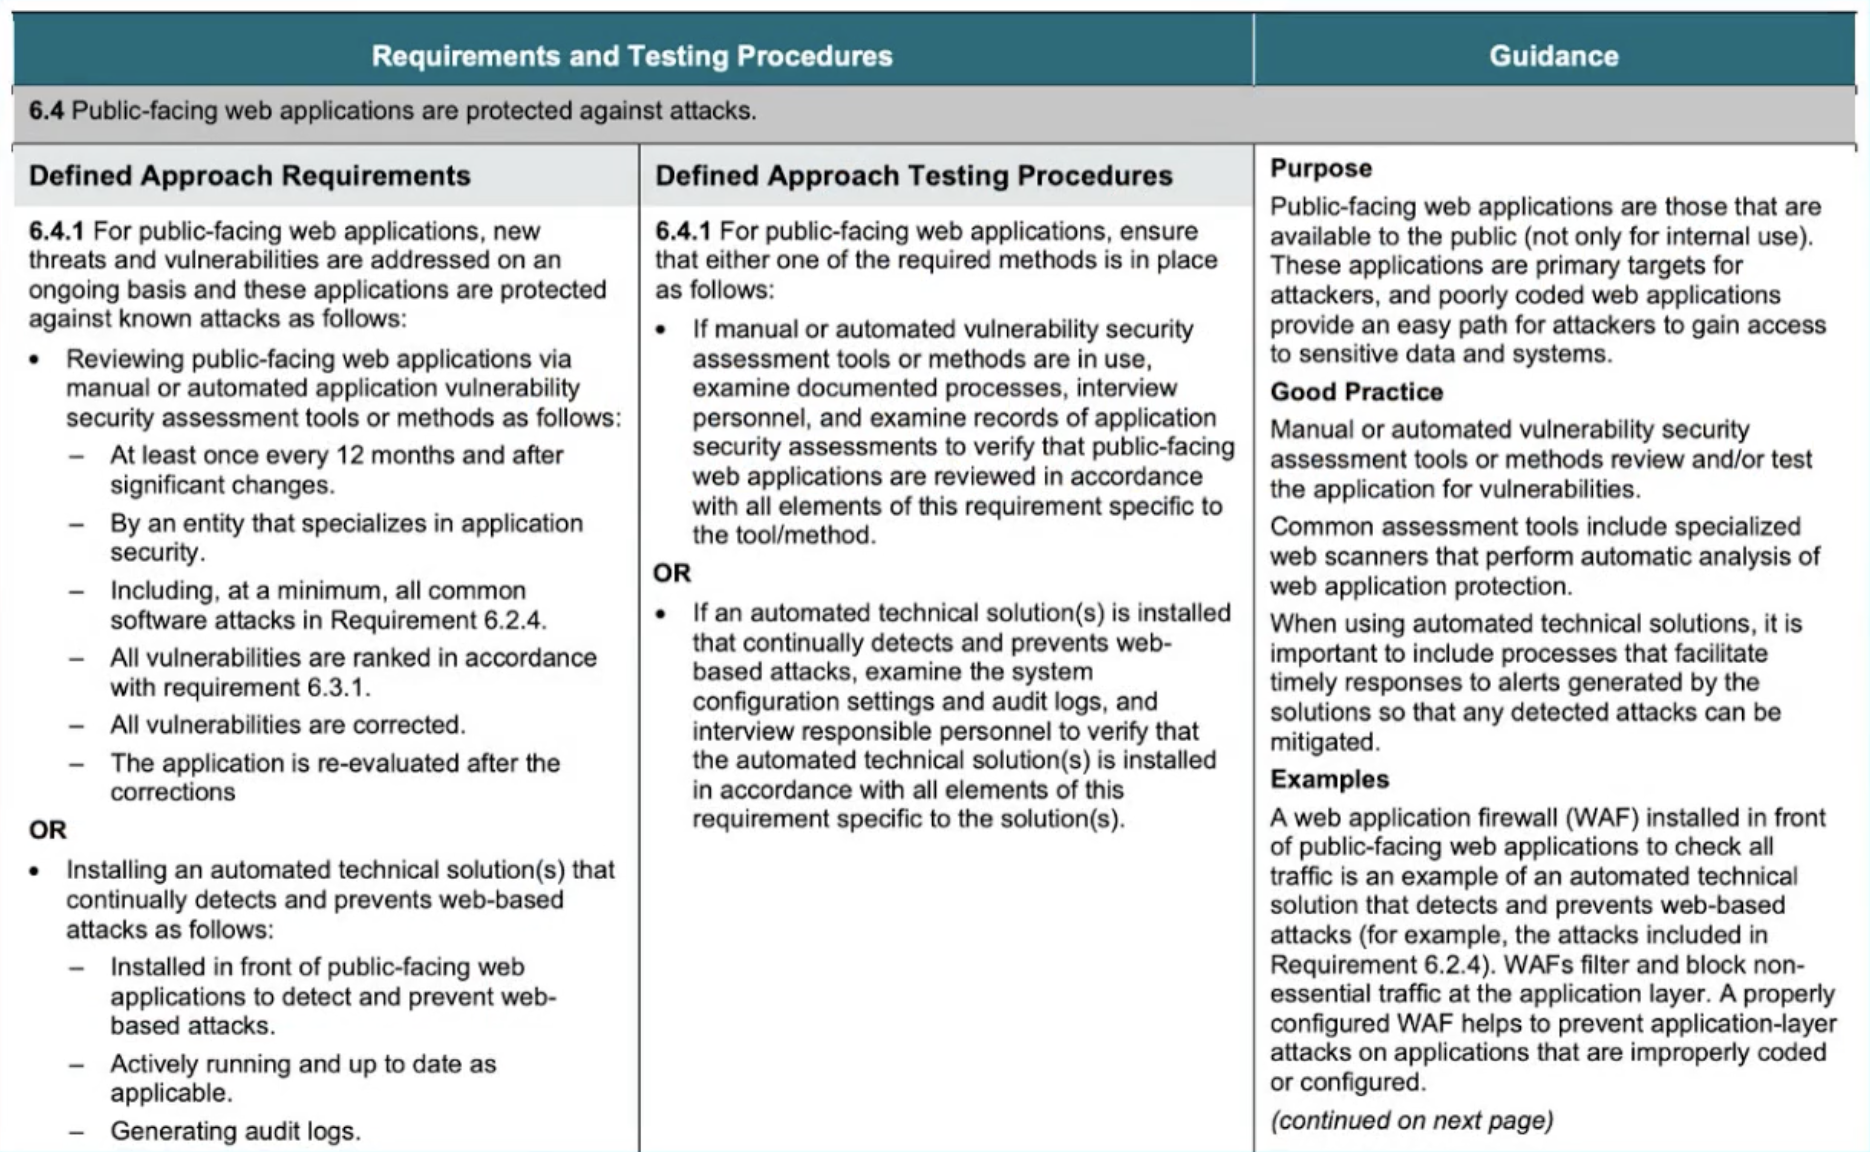 Requirements and Testing Procedures
Guidance
6.4 Public-facing web applications are protected against attacks.
Defined Approach Requirements
6.4.1 For public-facing web applications, new
threats and vulnerabilities are addressed on an
ongoing basis and these applications are protected
against known attacks as follows:
• Reviewing public-facing web applications via
manual or automated application vulnerability
security assessment tools or methods as follows:
– At least once every 12 months and after
significant changes.
– By an entity that specializes in application
security.
– Including, at a minimum, all common
software attacks in Requirement 6.2.4.
– All vulnerabilities are ranked in accordance
with requirement 6.3.1.
– All vulnerabilities are corrected.
– The application is re-evaluated after the
corrections
OR
• Installing an automated technical solution(s) that
continually detects and prevents web-based
attacks as follows:
– Installed in front of public-facing web
applications to detect and prevent web-
based attacks.
– Actively running and up to date as
applicable.
– Generating audit logs.
Defined Approach Testing Procedures
6.4.1 For public-facing web applications, ensure
that either one of the required methods is in place
as follows:
• If manual or automated vulnerability security
assessment tools or methods are in use,
examine documented processes, interview
personnel, and examine records of application
security assessments to verify that public-facing
web applications are reviewed in accordance
with all elements of this requirement specific to
the tool/method.
OR
• If an automated technical solution(s) is installed
that continually detects and prevents web-
based attacks, examine the system
configuration settings and audit logs, and
interview responsible personnel to verify that
the automated technical solution(s) is installed
in accordance with all elements of this
requirement specific to the solution(s).
Purpose
Public-facing web applications are those that are
available to the public (not only for internal use).
These applications are primary targets for
attackers, and poorly coded web applications
provide an easy path for attackers to gain access
to sensitive data and systems.
Good Practice
Manual or automated vulnerability security
assessment tools or methods review and/or test
the application for vulnerabilities.
Common assessment tools include specialized
web scanners that perform automatic analysis of
web application protection.
When using automated technical solutions, it is
important to include processes that facilitate
timely responses to alerts generated by the
solutions so that any detected attacks can be
mitigated.
Examples
A web application firewall (WAF) installed in front
of public-facing web applications to check all
traffic is an example of an automated technical
solution that detects and prevents web-based
attacks (for example, the attacks included in
Requirement 6.2.4). WAFs filter and block non-
essential traffic at the application layer. A properly
configured WAF helps to prevent application-layer
attacks on applications that are improperly coded
or configured.
(continued on next page)